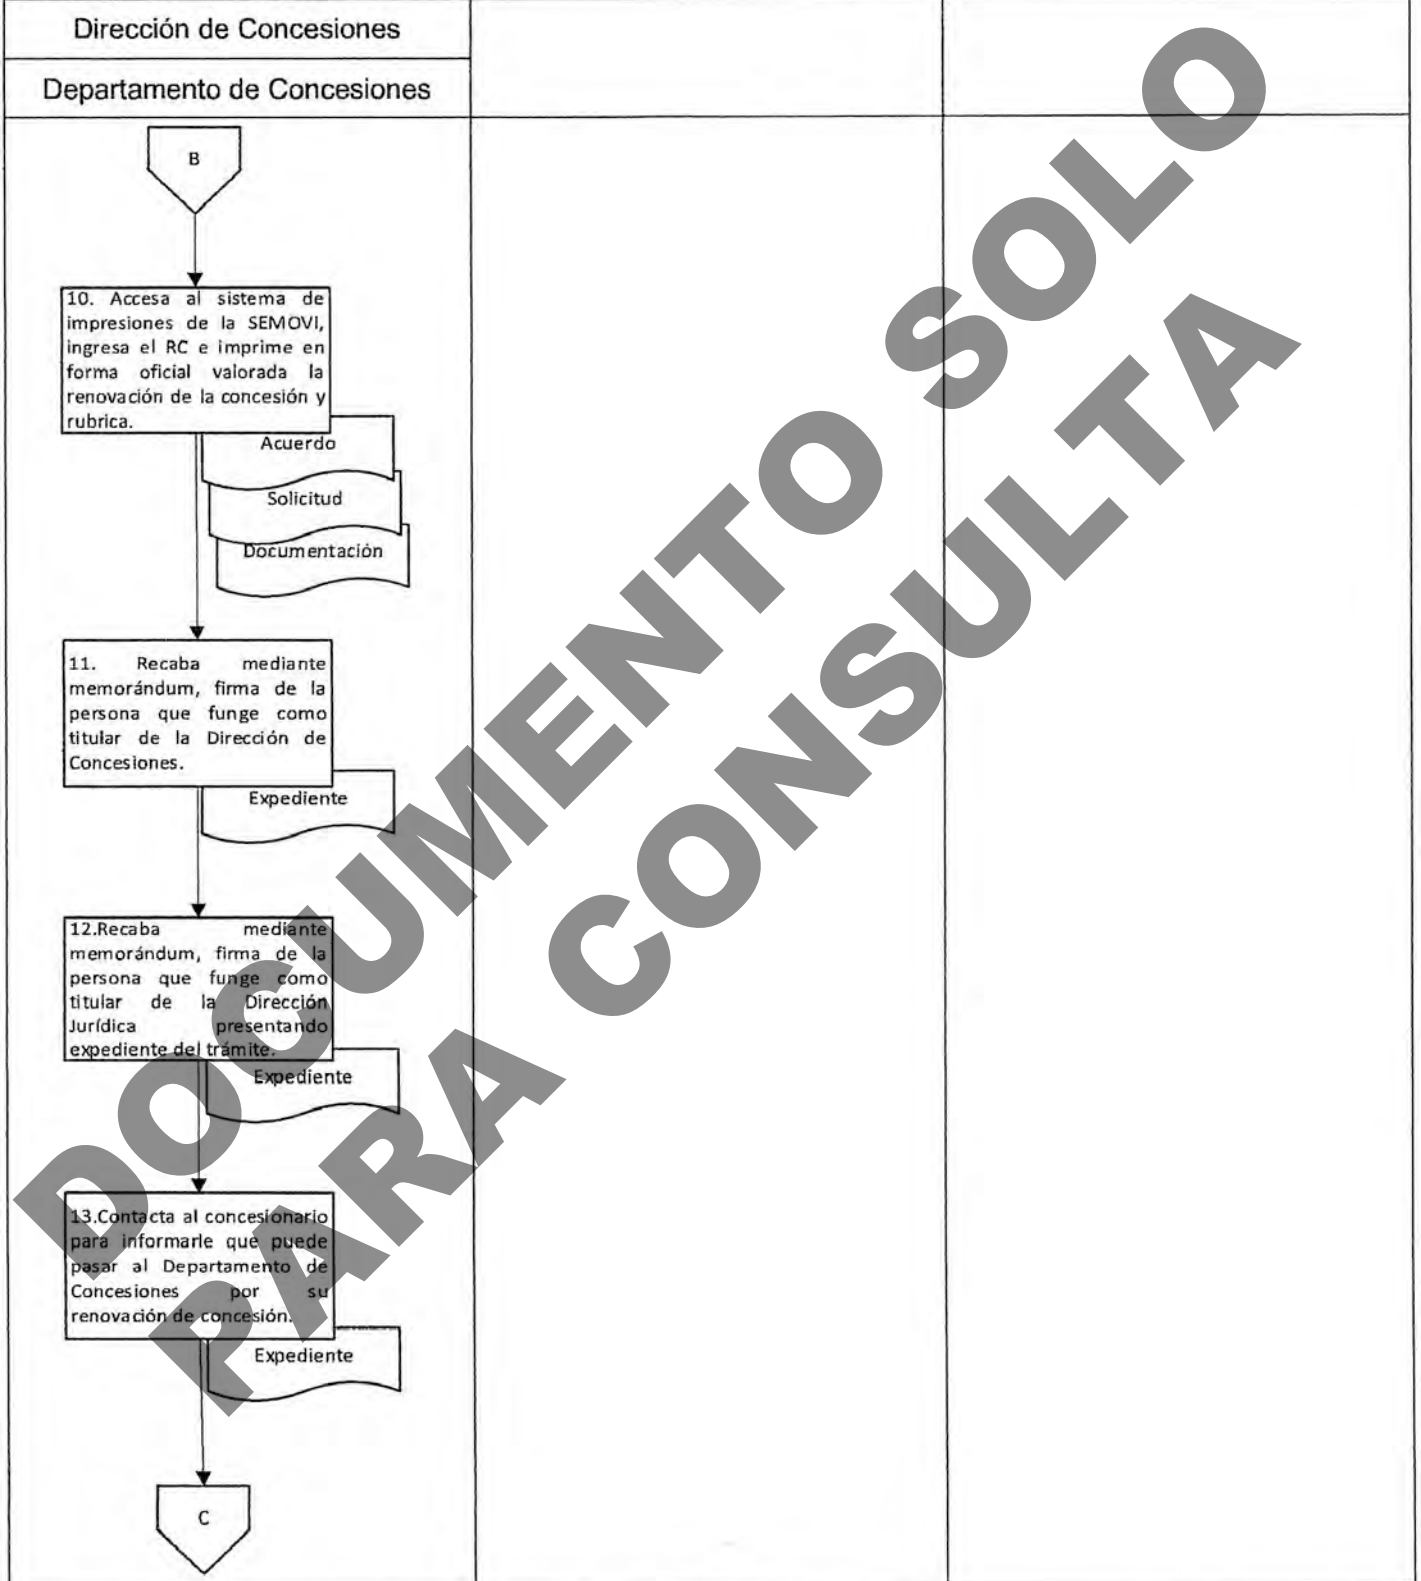 Dirección de Concesiones
Departamento de Concesiones
B
10. Accesa al sistema de
impresiones de la SEMOVI,
ingresa el RC e imprime en
forma oficial valorada la
renovación de la concesión y
rubrica.
Acuerdo
Solicitud
Documentación
11. Recaba mediante
memorándum, firma de la
persona que funge como
titular de la Dirección de
Concesiones.
Expediente
12.Recaba mediante
memorándum, firma de la
persona que funge como
titular de la Dirección
Jurídica presentando
expediente del trámite.
Expediente
13.Contacta al concesionario
para informarle que puede
pasar al Departamento de
Concesiones por su
renovación de concesión.
Expediente
C
DOCUMENTO SOLO
PARA CONSULTA